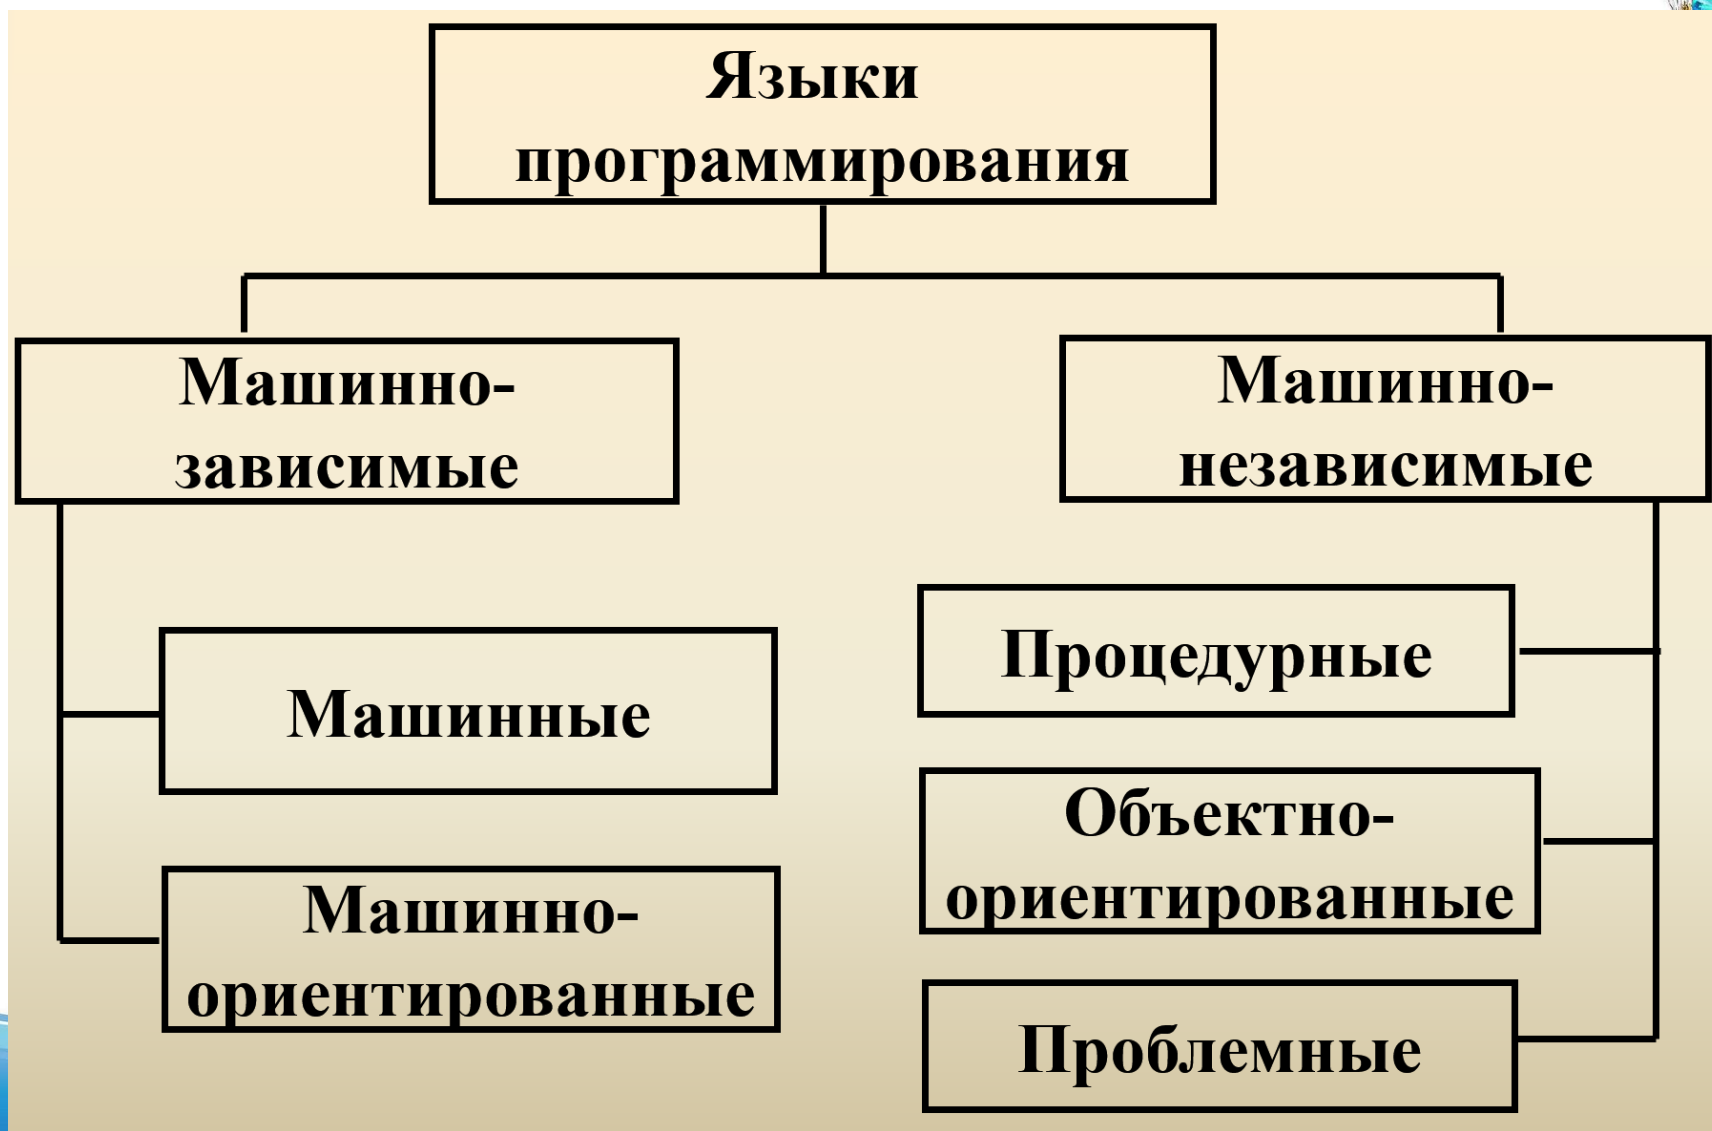 Языки
программирования
Машинно-
зависимые
Машинно-
независимые
Машинные
Машинно-
ориентированные
Процедурные
Объектно-
ориентированные
Проблемные